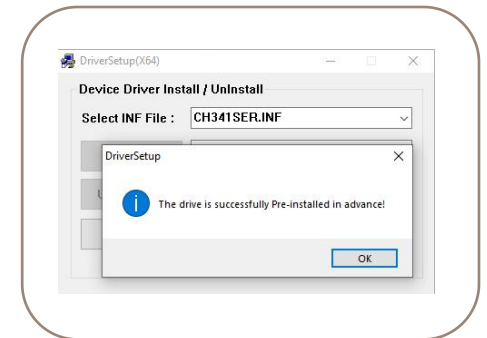 DriverSetup(X64)
Device Driver Install / UnInstall
Select INF File :
CH341SER.INF
DriverSetup
The drive is successfully Pre-installed in advance!
OK